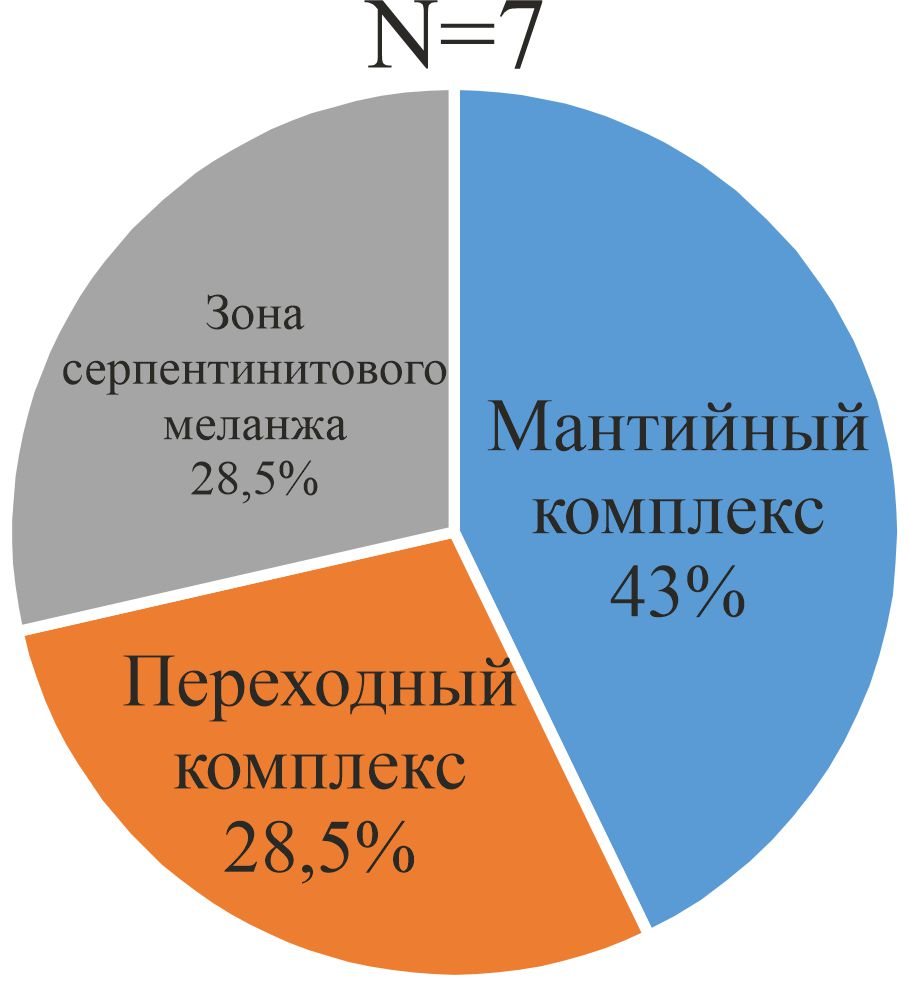 N=7
Зона
серпентинитового
меланжа
28,5%
Мантийный
комплекс
43%
Переходный
комплекс
28,5%